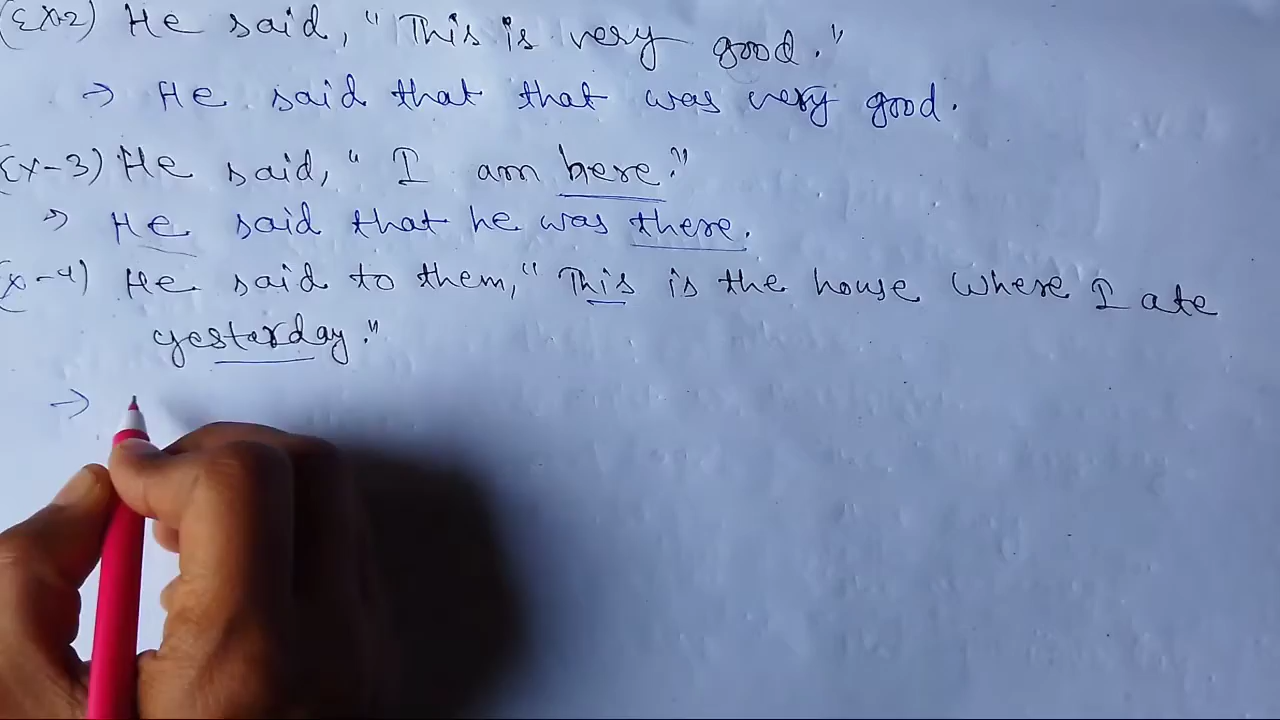 (Ex-2) He said, "This is very good."
→ He said that that was very good.
(Ex-3) He said, "I am here."
→ He said that he was there.
(x-4) He said to them, "This is the house where I ate
yesterday."
→